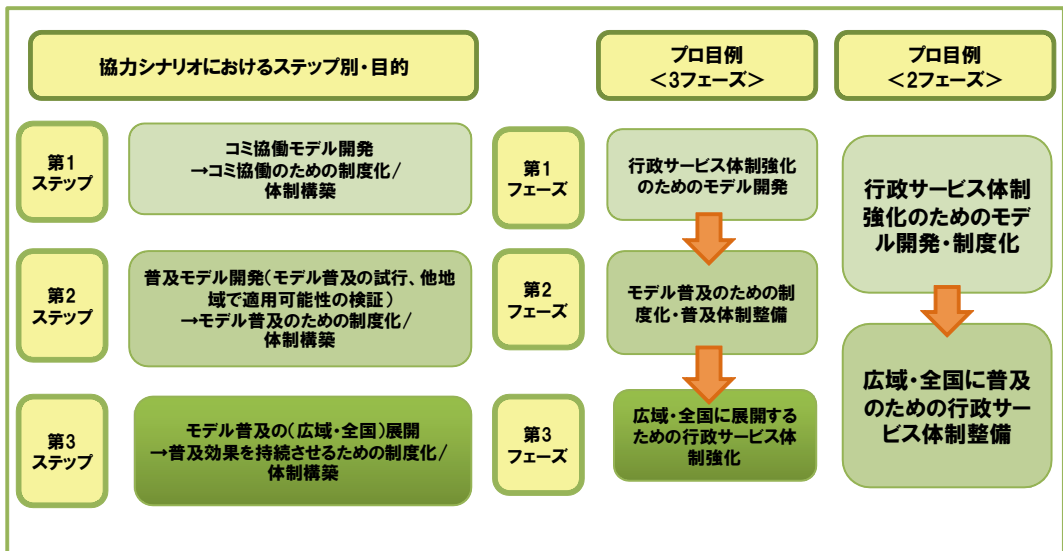 協力シナリオにおけるステップ別・目的
プロ目例
<3フェーズ>
プロ目例
<2フェーズ>
第1
ステップ
コミ協働モデル開発
→コミ協働のための制度化/
体制構築
第1
フェーズ
行政サービス体制強化
のためのモデル開発
行政サービス体制
強化のためのモデ
ル開発・制度化
第2
ステップ
普及モデル開発(モデル普及の試行、他地
域で適用可能性の検証)
→モデル普及のための制度化/
体制構築
第2
フェーズ
モデル普及のための制
度化・普及体制整備
広域・全国に普及
のための行政サー
ビス体制整備
第3
ステップ
モデル普及の(広域・全国)展開
→普及効果を持続させるための制度化/
体制構築
第3
フェーズ
広域・全国に展開する
ための行政サービス体
制強化